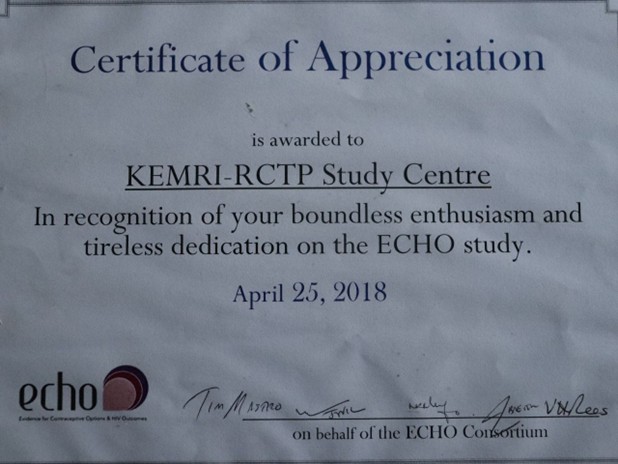 Certificate of Appreciation
is awarded to
KEMRI-RCTP Study Centre
In recognition of your boundless enthusiasm and
tireless dedication on the ECHO study.
April 25, 2018
echo
Evidence for Contraceptive Options & HIV Outcomes
Tim Mastro
on behalf of the ECHO Consortium